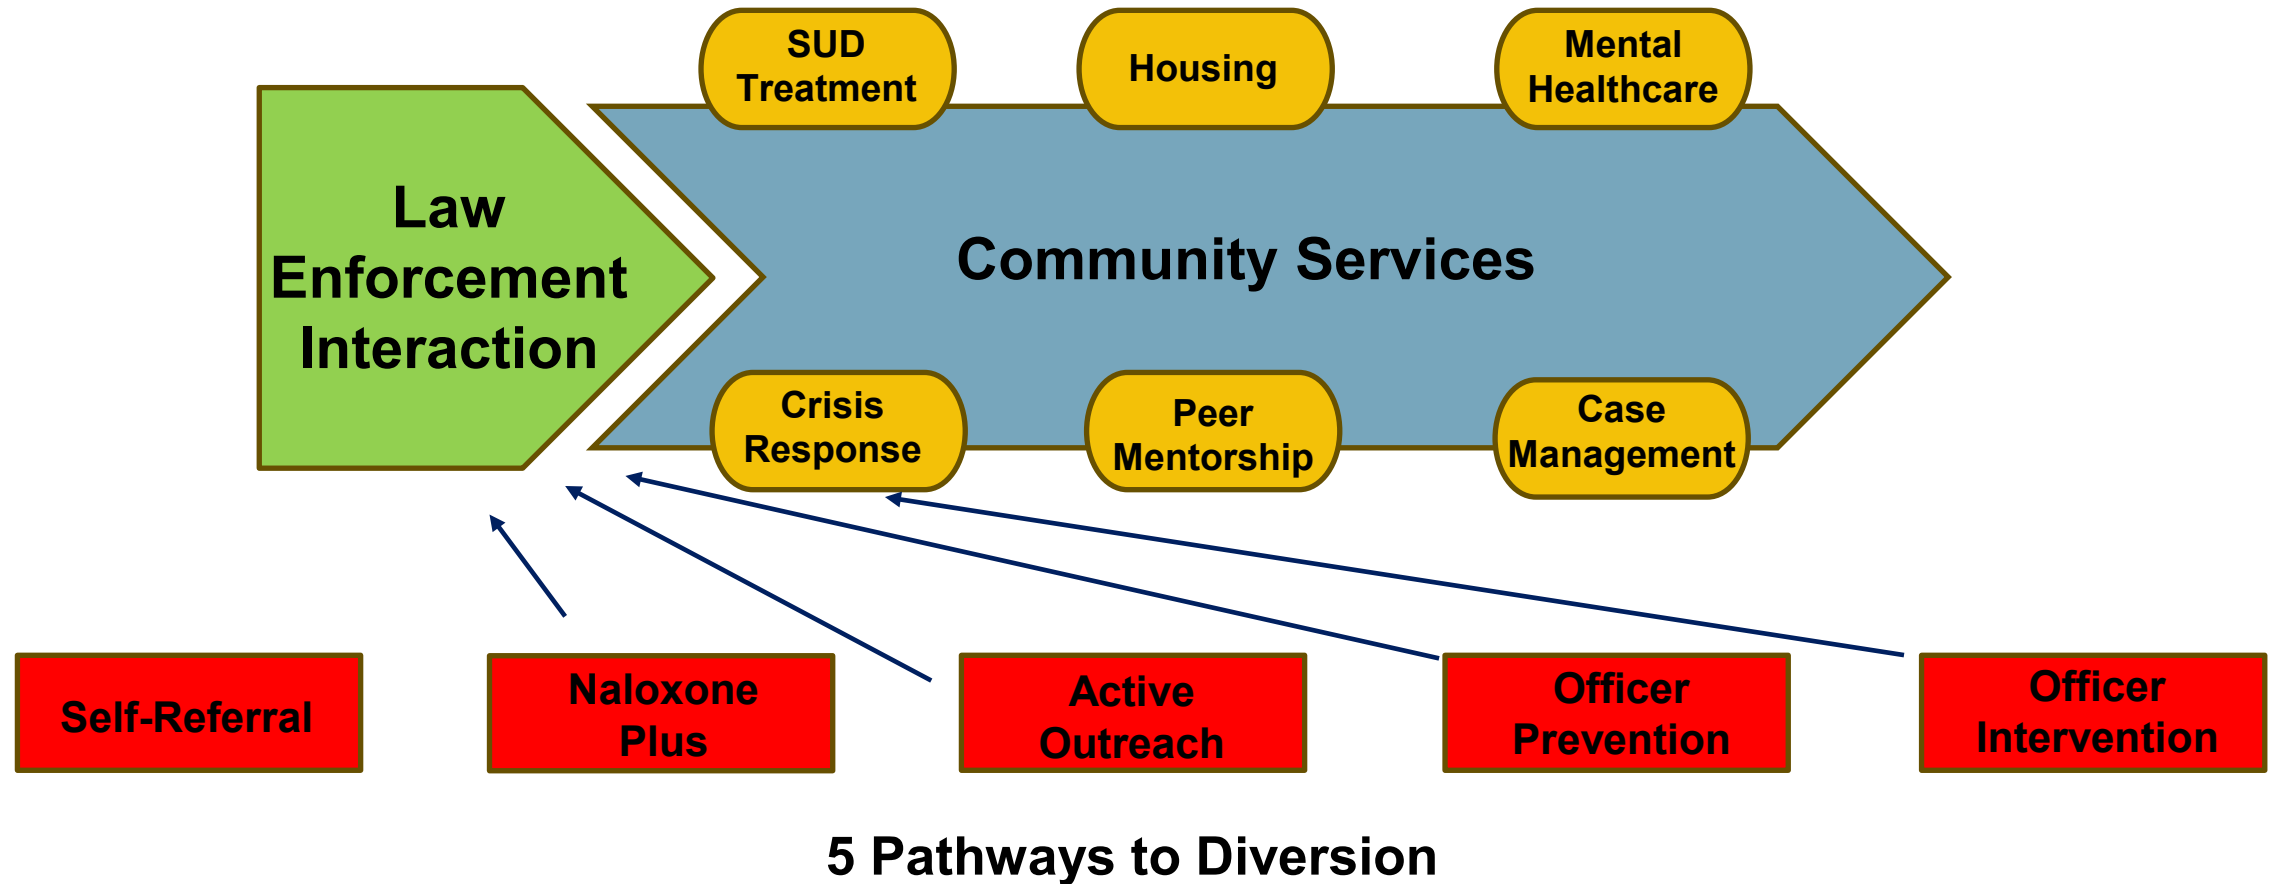 SUD
Treatment
Housing
Mental
Healthcare
Law
Enforcement
Interaction
Community Services
Crisis
Response
Peer
Mentorship
Case
Management
Self-Referral
Naloxone
Plus
Active
Outreach
Officer
Prevention
Officer
Intervention
5 Pathways to Diversion